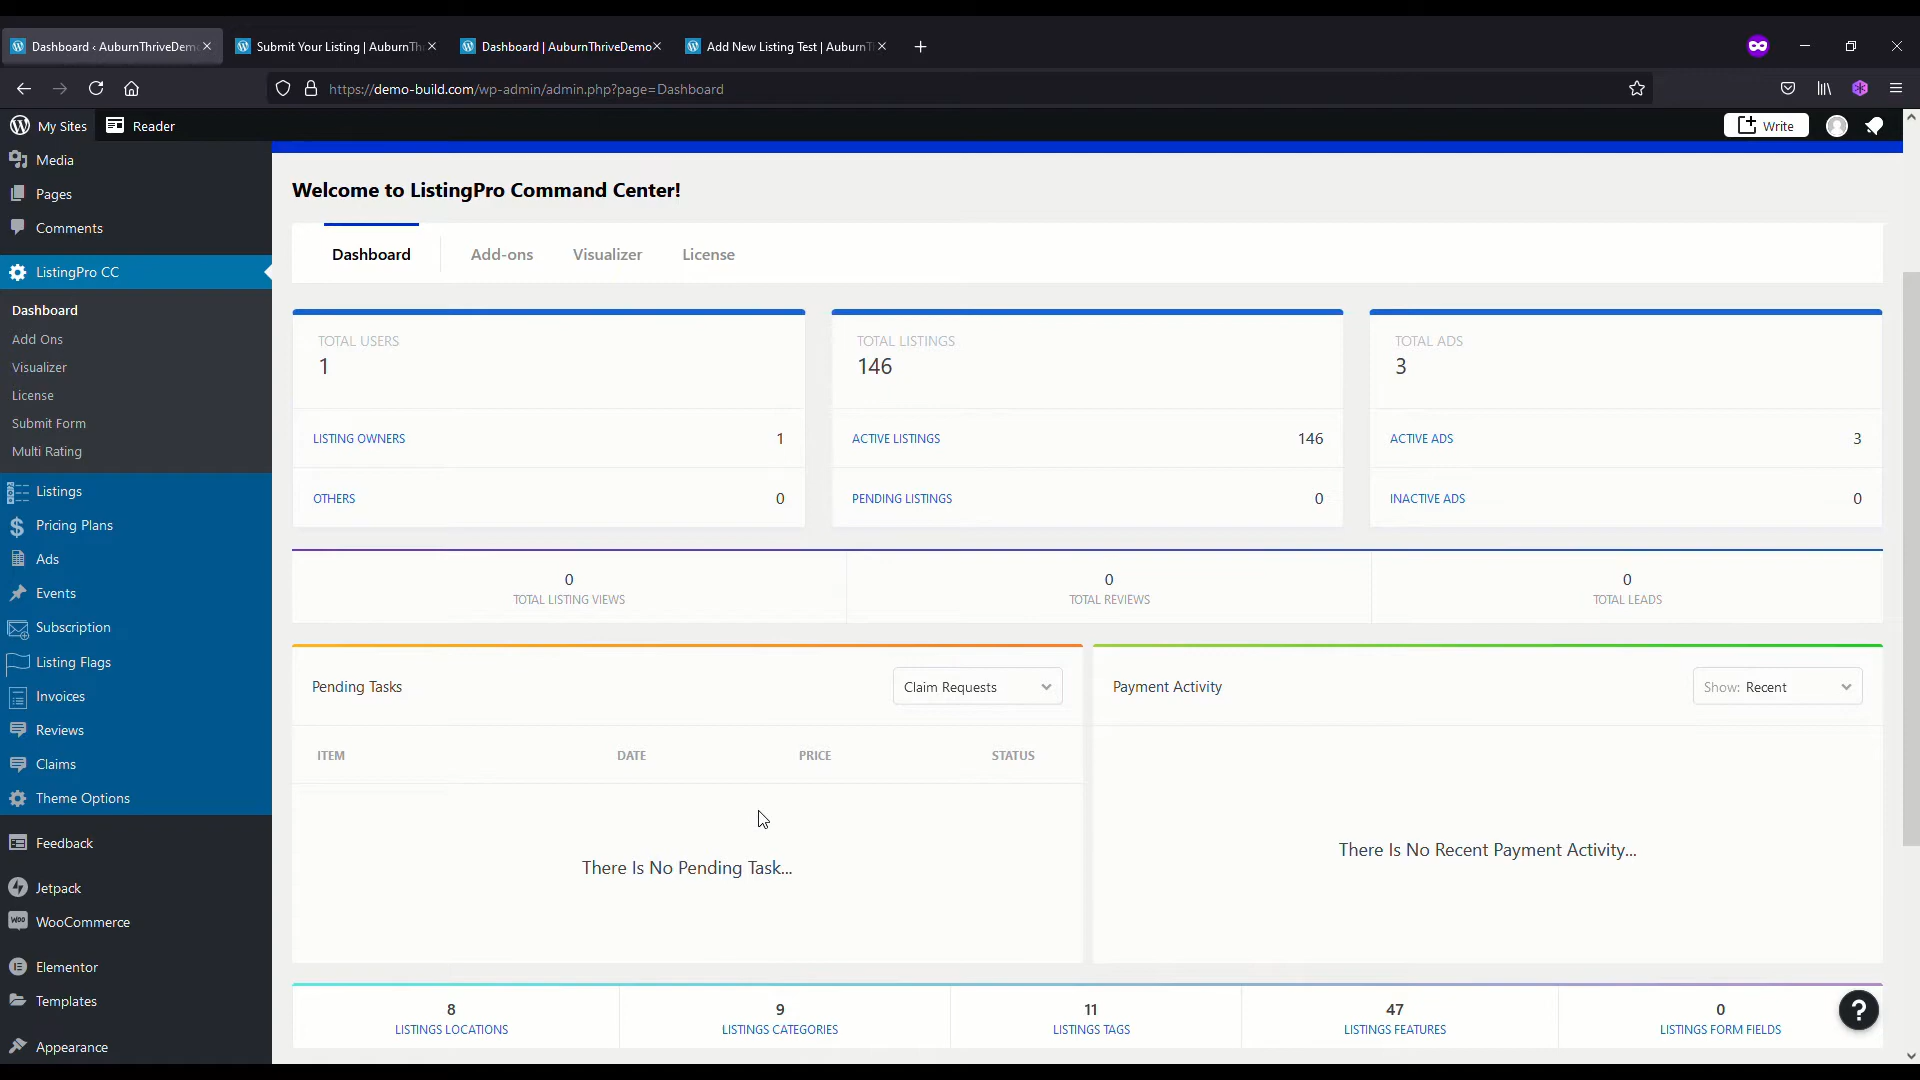 Dashboard ‹ AuburnThriveDem
Submit Your Listing | AuburnTh
Dashboard | AuburnThriveDemo
Add New Listing Test | AuburnT
https://demo-build.com/wp-admin/admin.php?page=Dashboard
My Sites
Reader
Write
Media
Pages
Comments
ListingPro CC
Dashboard
Add Ons
Visualizer
License
Submit Form
Multi Rating
Listings
Pricing Plans
Ads
Events
Subscription
Listing Flags
Invoices
Reviews
Claims
Theme Options
Feedback
Jetpack
WooCommerce
Elementor
Templates
Appearance
Welcome to ListingPro Command Center!
Dashboard
Add-ons
Visualizer
License
TOTAL USERS
1
LISTING OWNERS 1
OTHERS 0
TOTAL LISTINGS
146
ACTIVE LISTINGS 146
PENDING LISTINGS 0
TOTAL ADS
3
ACTIVE ADS 3
INACTIVE ADS 0
0
TOTAL LISTING VIEWS
0
TOTAL REVIEWS
0
TOTAL LEADS
Pending Tasks
Claim Requests
ITEM DATE PRICE STATUS
There Is No Pending Task...
Payment Activity
Show: Recent
There Is No Recent Payment Activity...
8
LISTINGS LOCATIONS
9
LISTINGS CATEGORIES
11
LISTINGS TAGS
47
LISTINGS FEATURES
0
LISTINGS FORM FIELDS
?